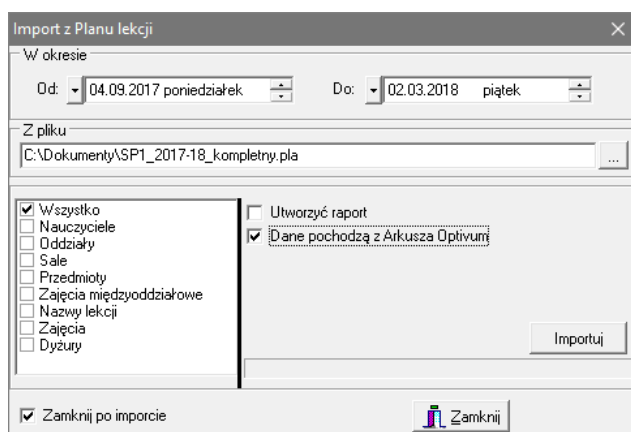 Import z Planu lekcji
W okresie
Od: 04.09.2017 poniedziałek Do: 02.03.2018 piątek
Z pliku
C:\Dokumenty\SP1_2017-18_kompletny.pla ...
Wszystko
Nauczyciele
Oddziały
Sale
Przedmioty
Zajęcia międzyoddziałowe
Nazwy lekcji
Zajęcia
Dyżury
Utworzyć raport
Dane pochodzą z Arkusza Optivum
Importuj
Zamknij po imporcie
Zamknij